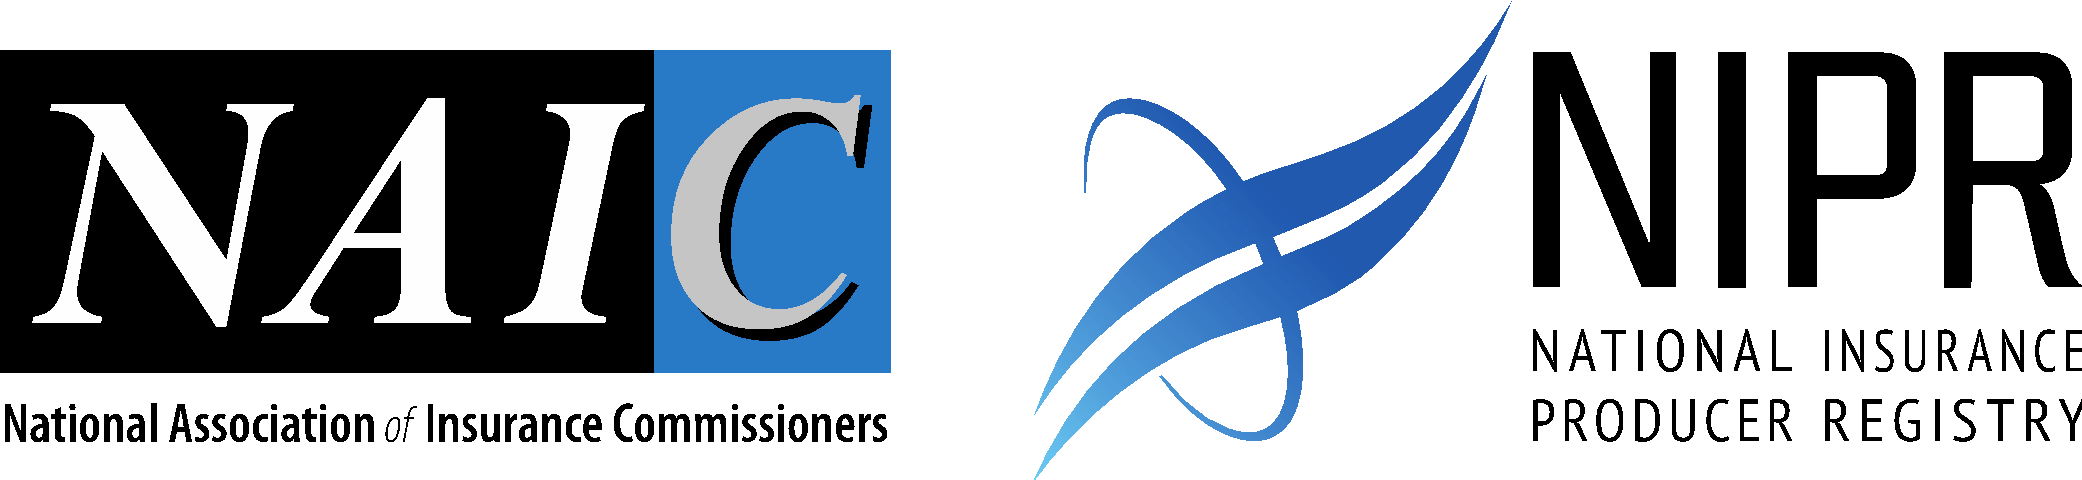 NAIC
National Association of Insurance Commissioners
NIPR
NATIONAL INSURANCE
PRODUCER REGISTRY